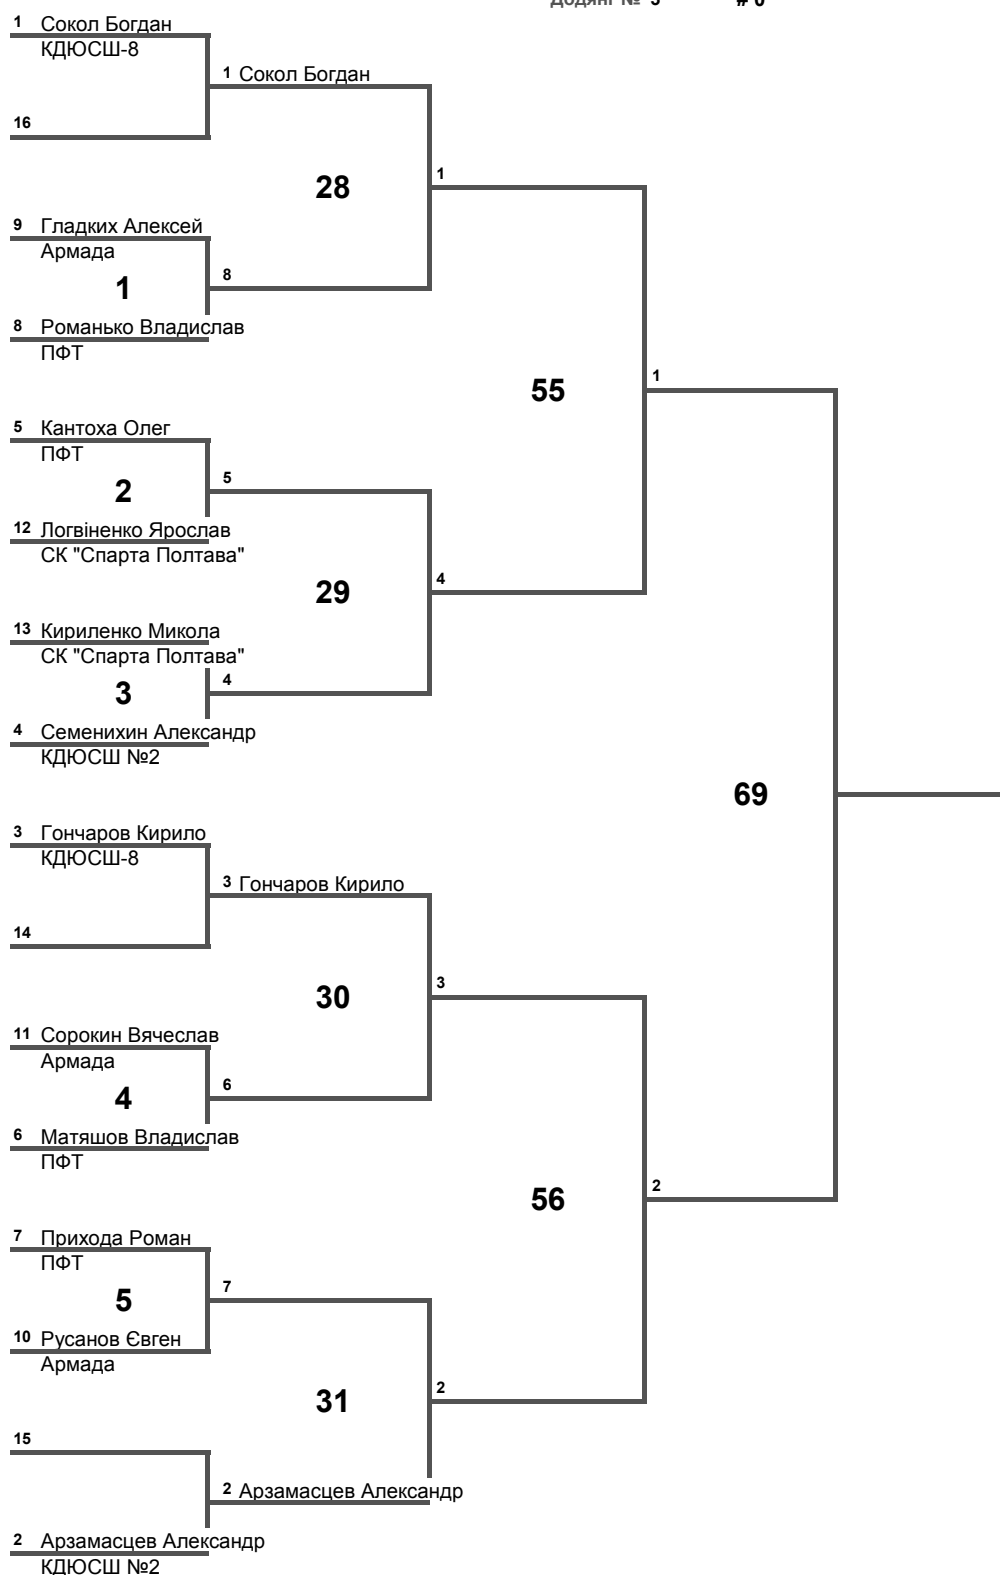 Додянг № 3 # 0
1 Сокол Богдан
КДЮСШ-8
1 Сокол Богдан
16
28
1
9 Гладких Алексей
Армада
1
8
8 Романько Владислав
ПФТ
55
1
5 Кантоха Олег
ПФТ
2
5
12 Логвіненко Ярослав
СК "Спарта Полтава"
29
4
13 Кириленко Микола
СК "Спарта Полтава"
3
4
4 Семенихин Александр
КДЮСШ №2
69
3 Гончаров Кирило
КДЮСШ-8
3 Гончаров Кирило
14
30
3
11 Сорокин Вячеслав
Армада
4
6
6 Матяшов Владислав
ПФТ
56
2
7 Прихода Роман
ПФТ
5
7
10 Русанов Євген
Армада
31
2
15
2 Арзамасцев Александр
2 Арзамасцев Александр
КДЮСШ №2